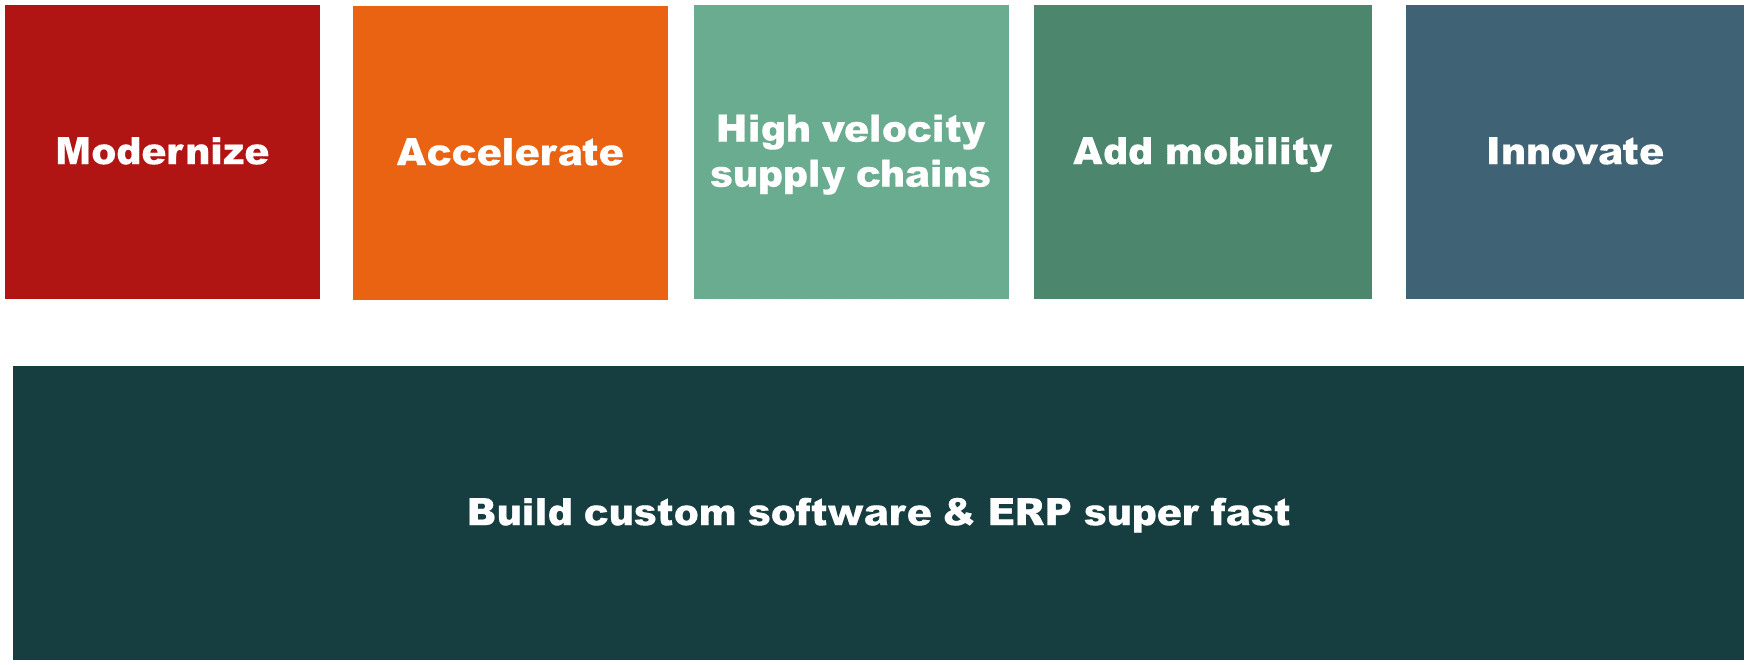 Modernize
Accelerate
High velocity
supply chains
Add mobility
Innovate
Build custom software & ERP super fast